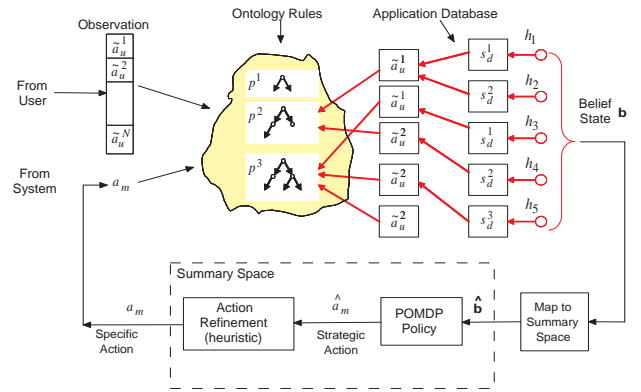 Ontology Rules
Application Database
Observation
ã_u^1
ã_u^2
ã_u^N
From
User
From
System
a_m
p^1
p^2
p^3
ã_u^1
ã_u^1
ã_u^2
ã_u^2
ã_u^2
s_d^1
s_d^2
s_d^1
s_d^2
s_d^3
h_1
h_2
h_3
h_4
h_5
Belief
State
b
Summary Space
a_m
Specific
Action
Action
Refinement
(heuristic)
â_m
Strategic
Action
POMDP
Policy
b̂
Map to
Summary
Space